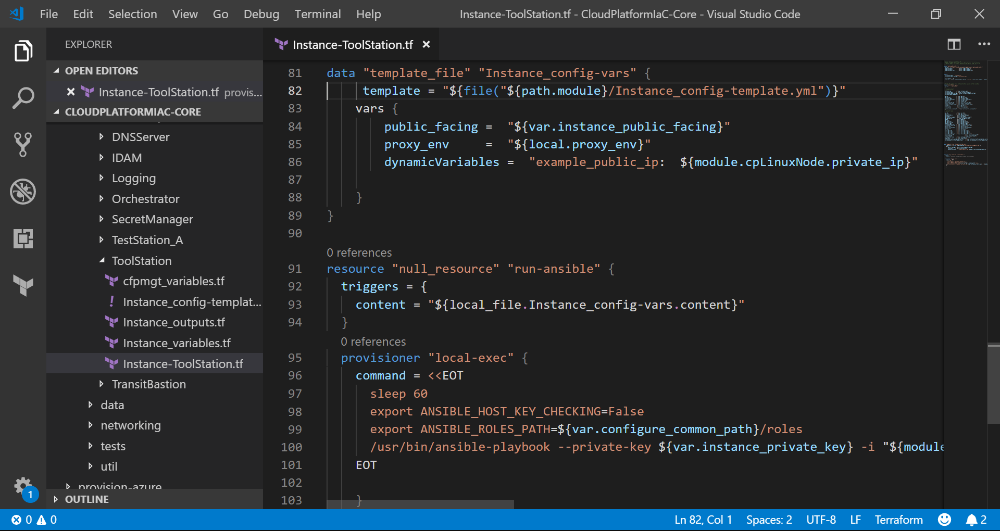 File Edit Selection View Go Debug Terminal Help
Instance-ToolStation.tf - CloudPlatformIaC-Core - Visual Studio Code
EXPLORER
OPEN EDITORS
Instance-ToolStation.tf provis...
CLOUDPLATFORMIAC-CORE
DNSServer
IDAM
Logging
Orchestrator
SecretManager
TestStation_A
ToolStation
cfpmgt_variables.tf
! Instance_config-templat...
Instance_outputs.tf
Instance_variables.tf
Instance-ToolStation.tf
TransitBastion
data
networking
tests
util
provision-azure
OUTLINE
1
Instance-ToolStation.tf
81 data "template_file" "Instance_config-vars" {
82 template = "${file("${path.module}/Instance_config-template.yml")}"
83 vars {
84 public_facing = "${var.instance_public_facing}"
85 proxy_env = "${local.proxy_env}"
86 dynamicVariables = "example_public_ip: ${module.cpLinuxNode.private_ip}"
87
88 }
89 }
90
0 references
91 resource "null_resource" "run-ansible" {
92 triggers = {
93 content = "${local_file.Instance_config-vars.content}"
94 }
0 references
95 provisioner "local-exec" {
96 command = <<EOT
97 sleep 60
98 export ANSIBLE_HOST_KEY_CHECKING=False
99 export ANSIBLE_ROLES_PATH=${var.configure_common_path}/roles
100 /usr/bin/ansible-playbook --private-key ${var.instance_private_key} -i "${module
101 EOT
102
103 }
0 0
Ln 82, Col 1 Spaces: 2 UTF-8 LF Terraform 2